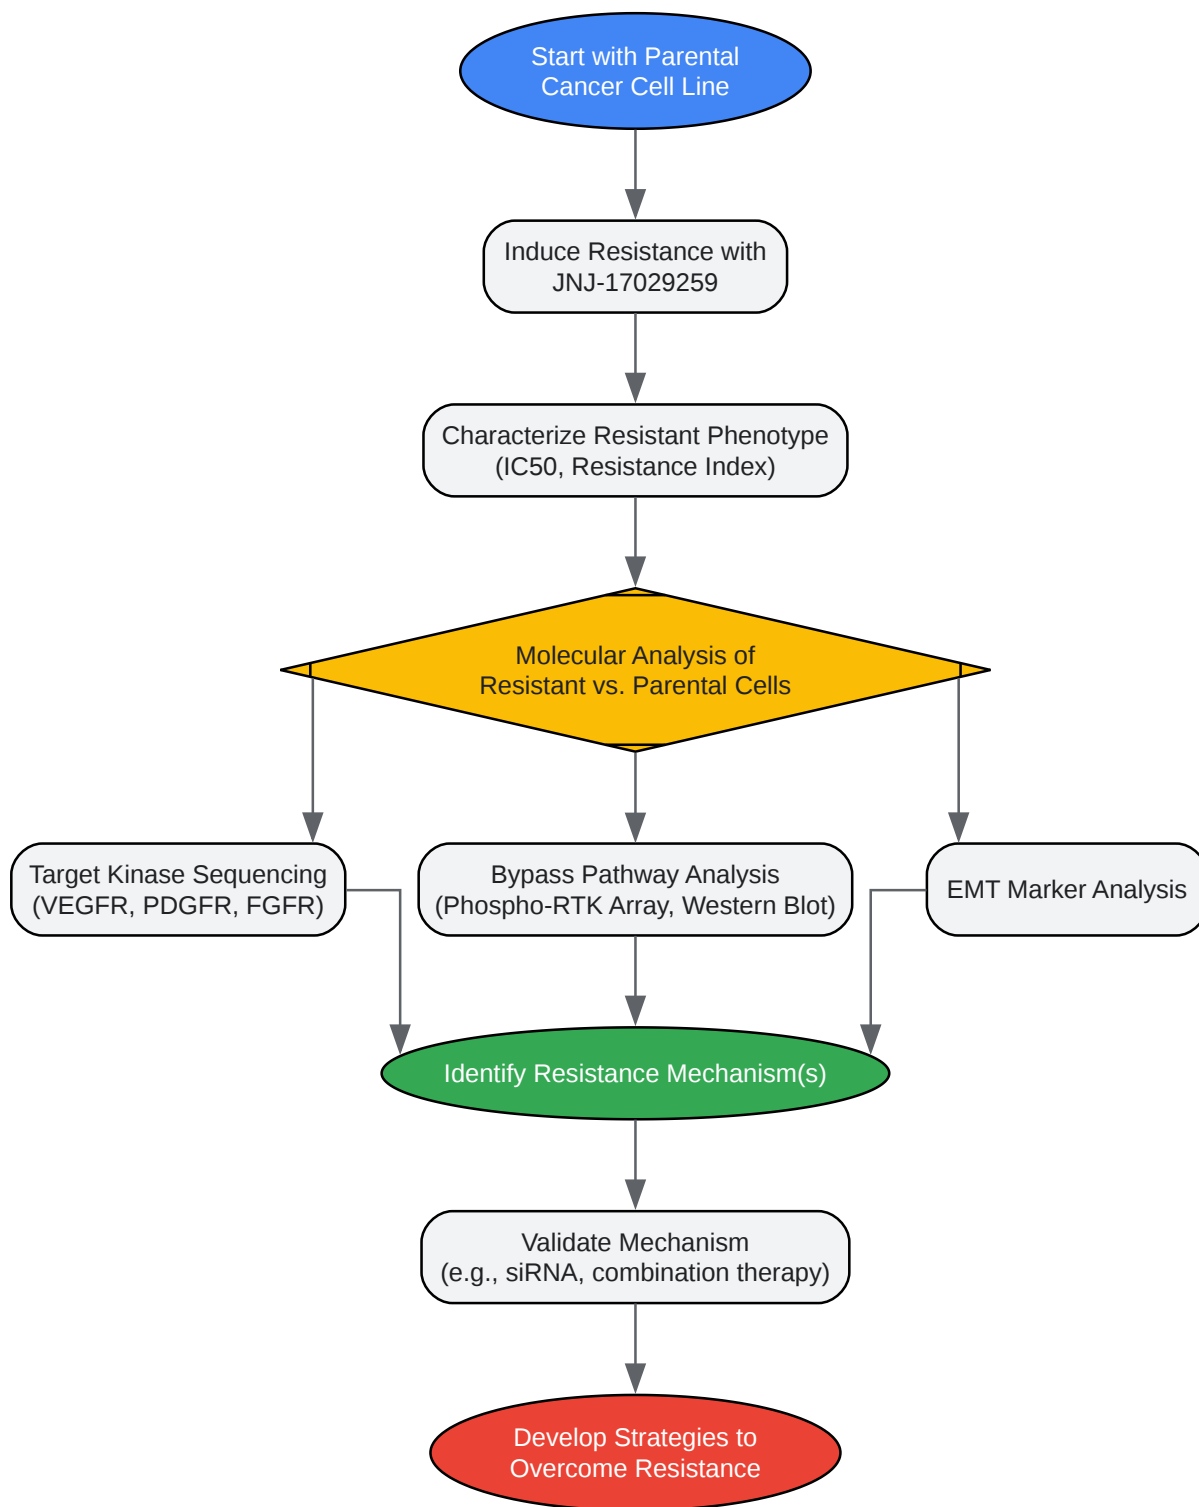 Start with Parental
Cancer Cell Line
Induce Resistance with
JNJ-17029259
Characterize Resistant Phenotype
(IC50, Resistance Index)
Molecular Analysis of
Resistant vs. Parental Cells
Target Kinase Sequencing
(VEGFR, PDGFR, FGFR)
Bypass Pathway Analysis
(Phospho-RTK Array, Western Blot)
EMT Marker Analysis
Identify Resistance Mechanism(s)
Validate Mechanism
(e.g., siRNA, combination therapy)
Develop Strategies to
Overcome Resistance